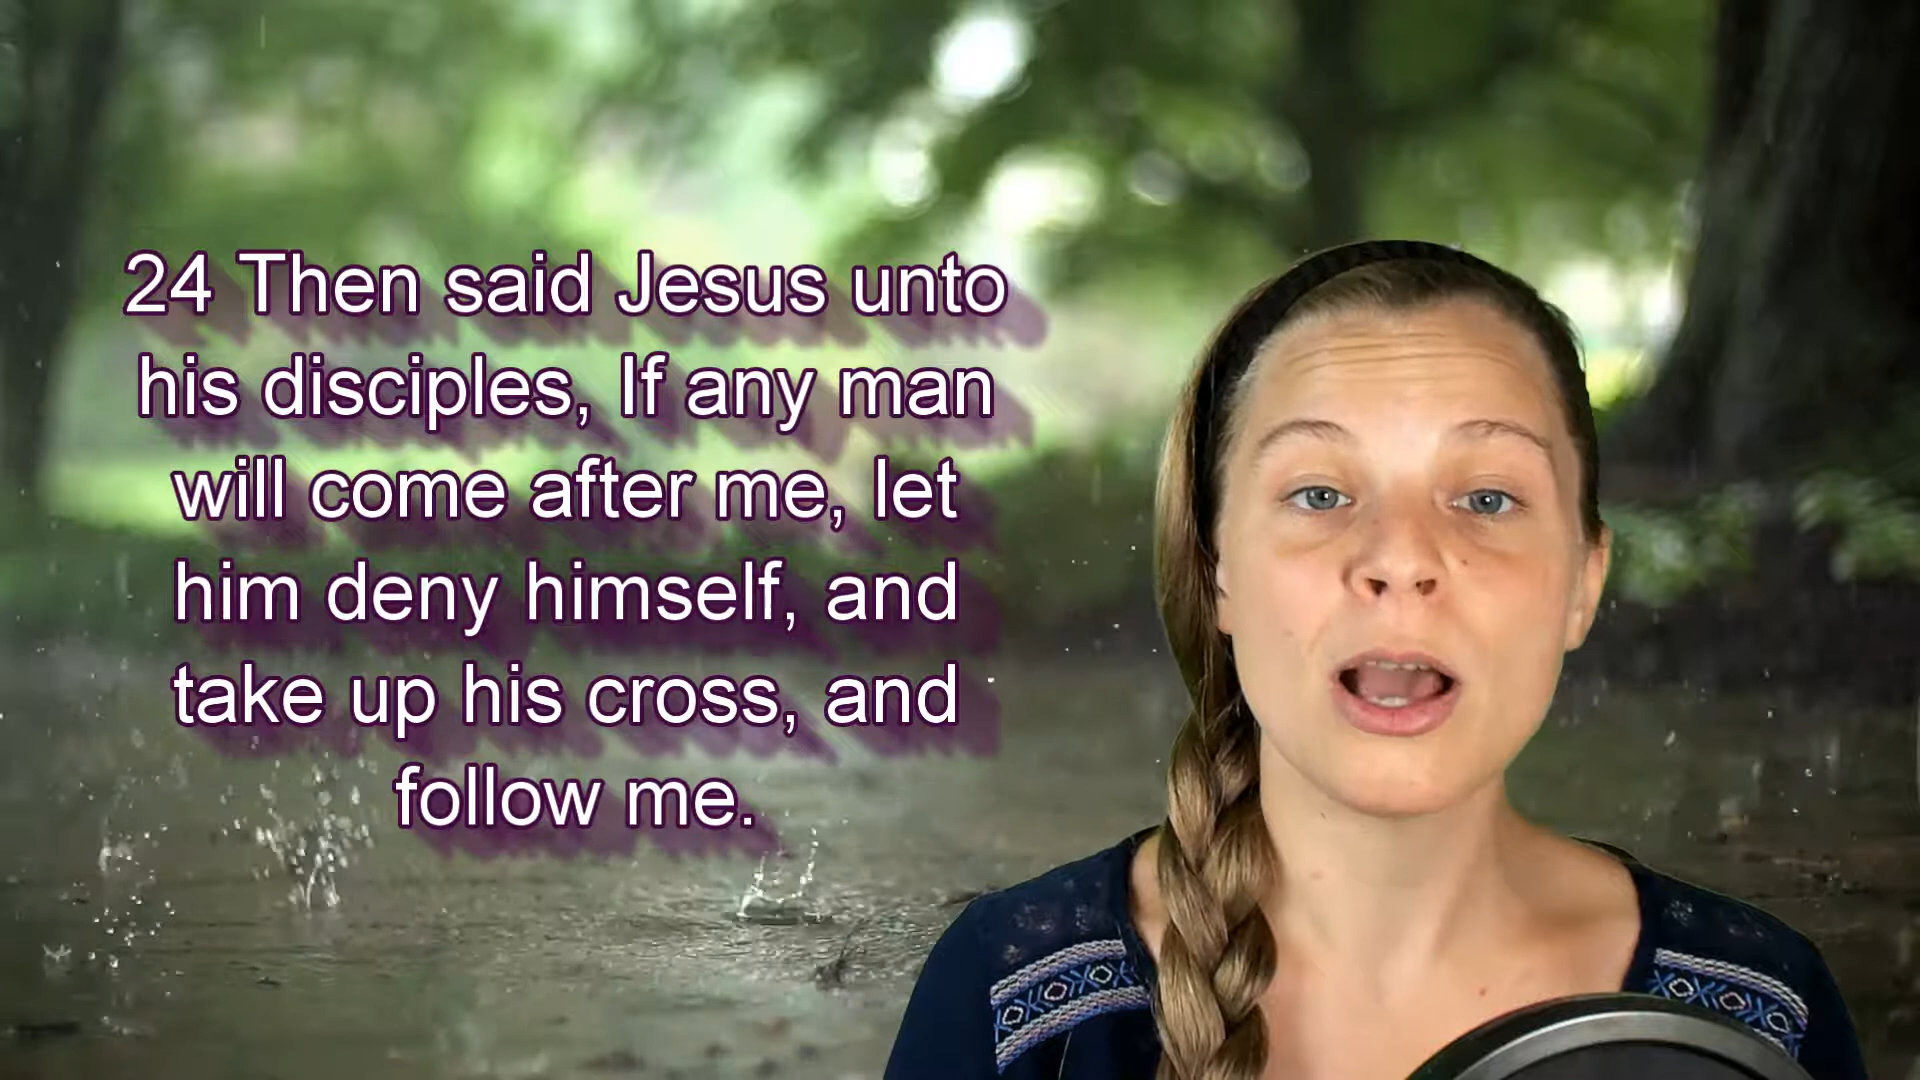 24 Then said Jesus unto
his disciples, If any man
will come after me, let
him deny himself, and
take up his cross, and
follow me.